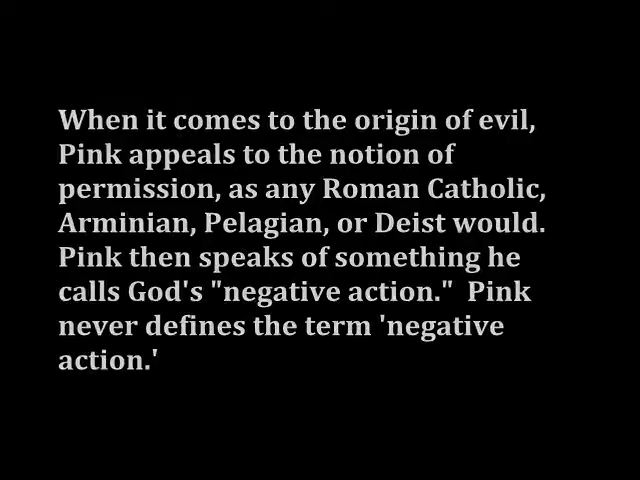 When it comes to the origin of evil,
Pink appeals to the notion of
permission, as any Roman Catholic,
Arminian, Pelagian, or Deist would.
Pink then speaks of something he
calls God's "negative action."  Pink
never defines the term 'negative
action.'